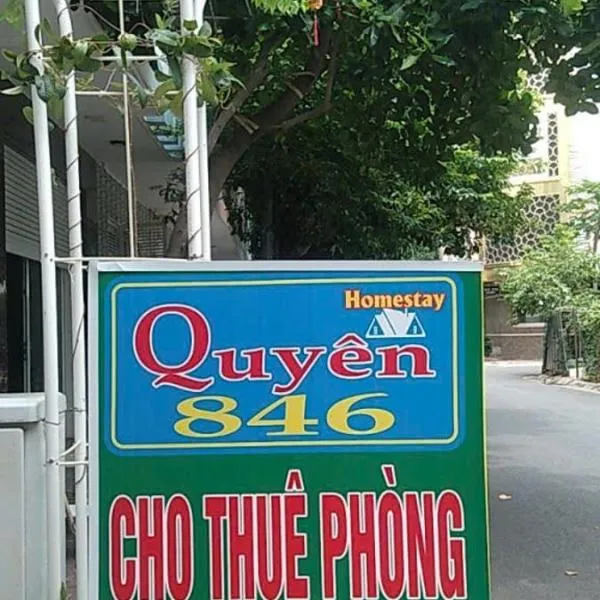 Homestay
Quyên
846
CHO THUÊ PHÒNG